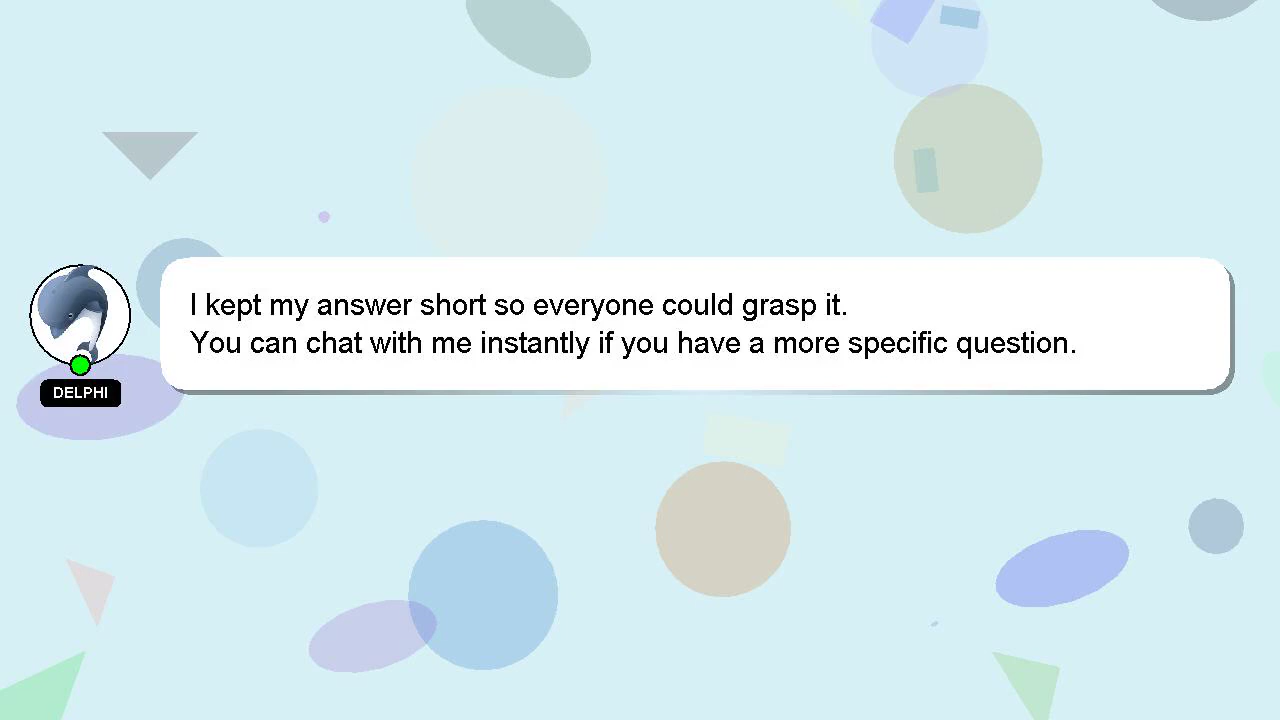 I kept my answer short so everyone could grasp it.
You can chat with me instantly if you have a more specific question.
DELPHI